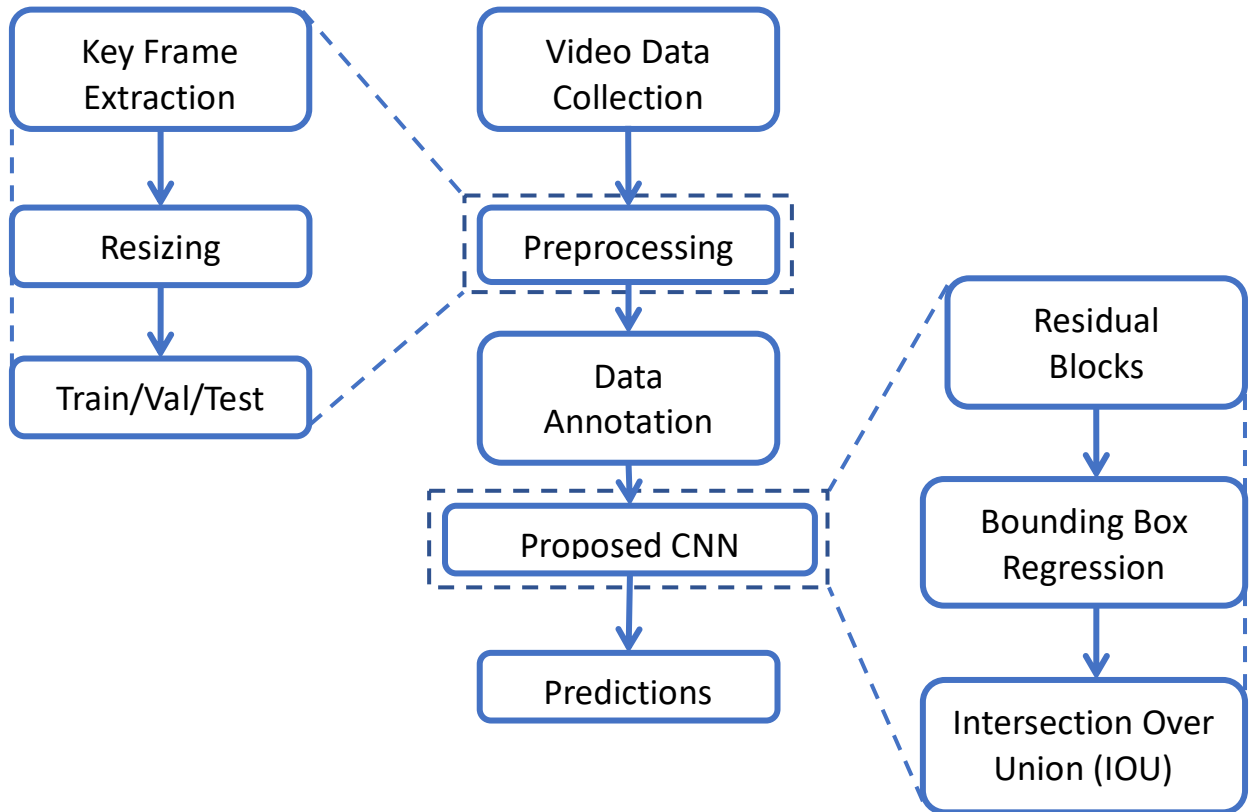 Key Frame
Extraction
Resizing
Train/Val/Test
Video Data
Collection
Preprocessing
Data
Annotation
Proposed CNN
Predictions
Residual
Blocks
Bounding Box
Regression
Intersection Over
Union (IOU)